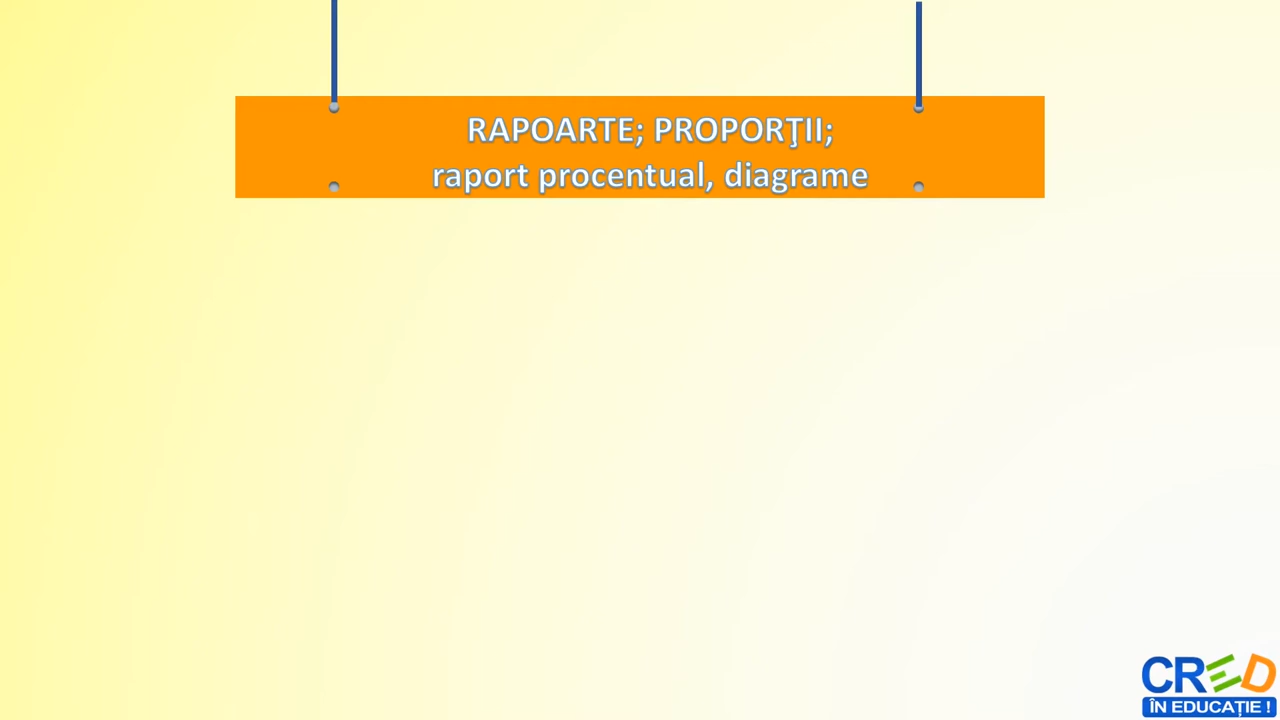 RAPOARTE; PROPORŢII;
raport procentual, diagrame
CRED
ÎN EDUCAȚIE !